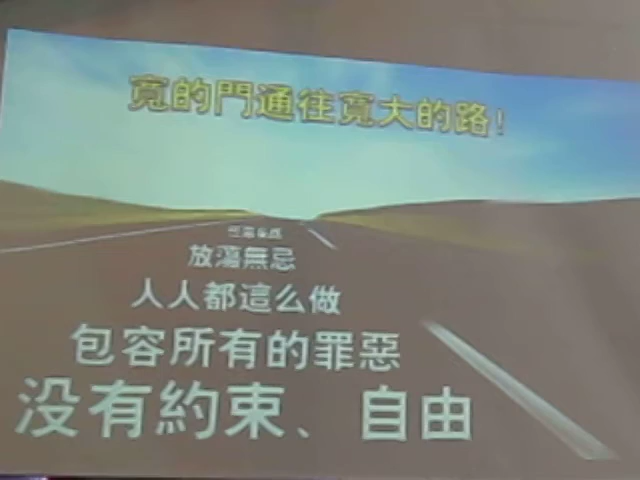 寬的門通往寬大的路！
放蕩無忌
人人都這么做
包容所有的罪惡
没有約束、自由